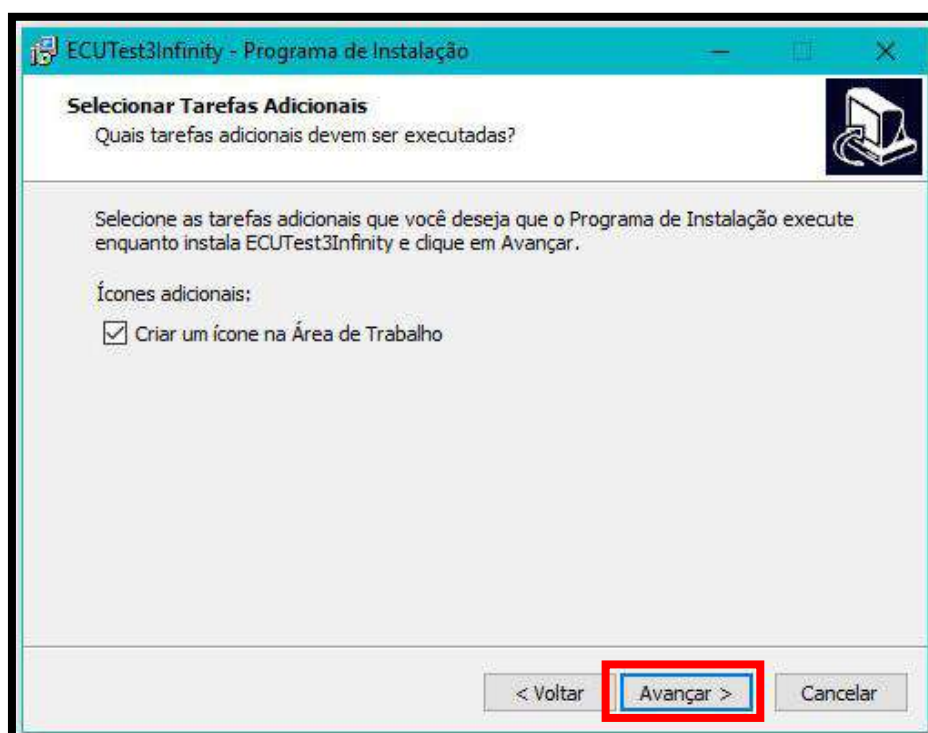 ECUTest3Infinity - Programa de Instalação
Selecionar Tarefas Adicionais
Quais tarefas adicionais devem ser executadas?
Selecione as tarefas adicionais que você deseja que o Programa de Instalação execute
enquanto instala ECUTest3Infinity e clique em Avançar.
Ícones adicionais:
Criar um ícone na Área de Trabalho
< Voltar
Avançar >
Cancelar